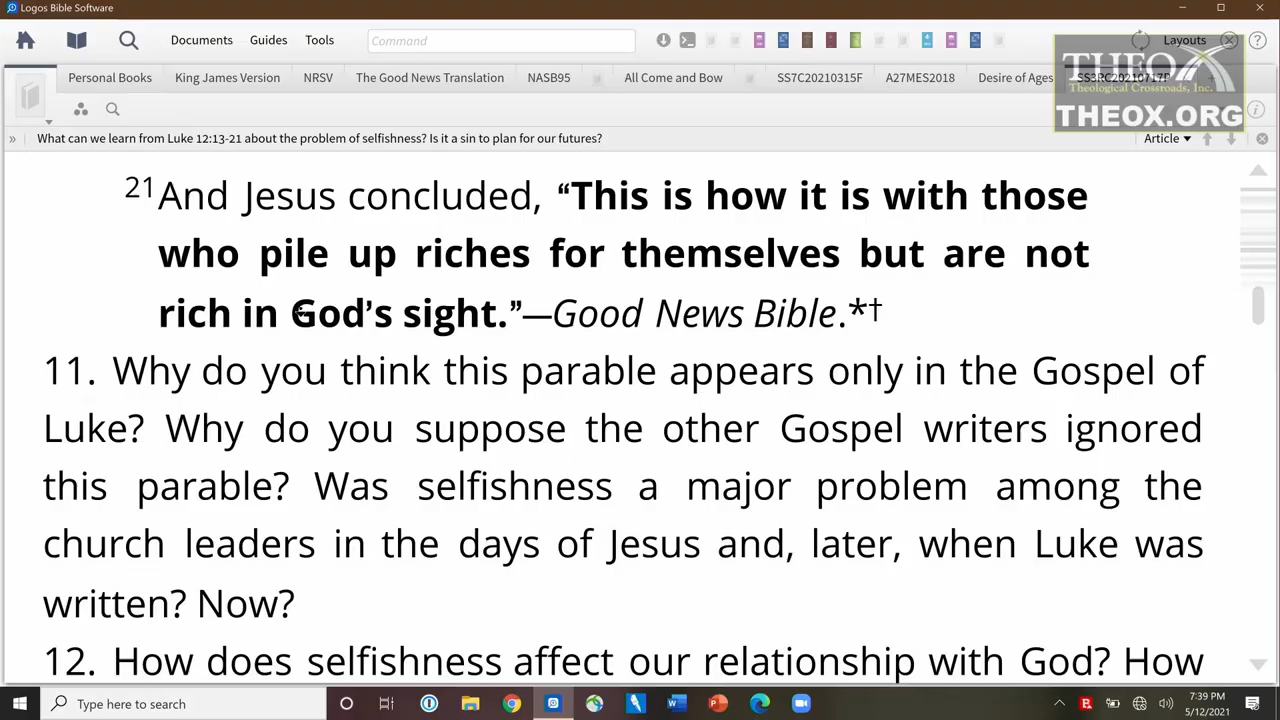 Logos Bible Software
Documents Guides Tools Command Layouts
THEOX
Theological Crossroads, Inc.
THEOX.ORG
Personal Books King James Version NRSV The Good News Translation NASB95 All Come and Bow SS7C20210315F A27MES2018 Desire of Ages SS3RC20210717P
What can we learn from Luke 12:13-21 about the problem of selfishness? Is it a sin to plan for our futures? Article
21And Jesus concluded, “This is how it is with those
who pile up riches for themselves but are not
rich in God’s sight.”—Good News Bible.*†
11. Why do you think this parable appears only in the Gospel of
Luke? Why do you suppose the other Gospel writers ignored
this parable? Was selfishness a major problem among the
church leaders in the days of Jesus and, later, when Luke was
written? Now?
12. How does selfishness affect our relationship with God? How
Type here to search
7:39 PM
5/12/2021